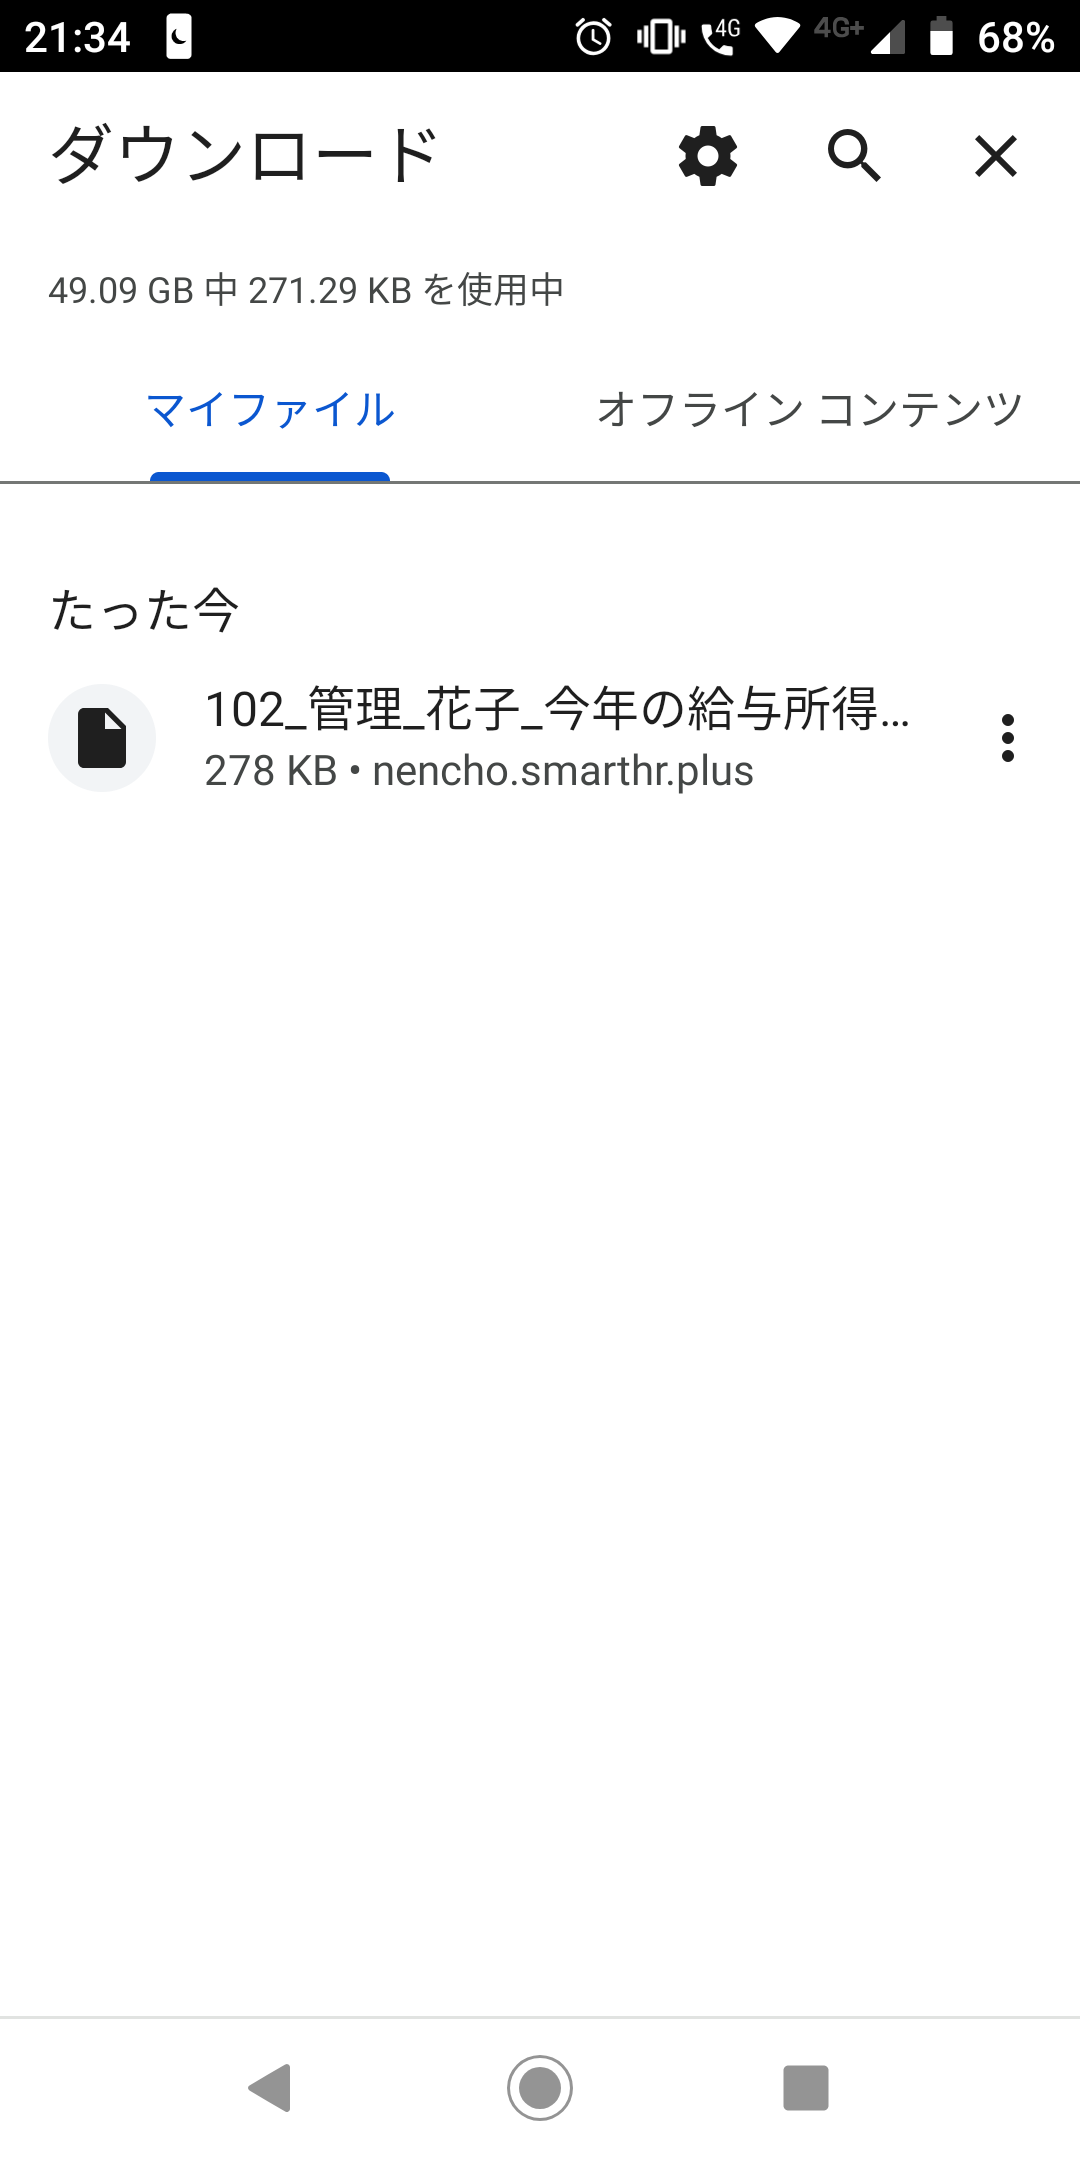 21:34 4G 4G+ 68%
ダウンロード
49.09 GB 中 271.29 KB を使用中
マイファイル オフライン コンテンツ
たった今
102_管理_花子_今年の給与所得...
278 KB • nencho.smarthr.plus